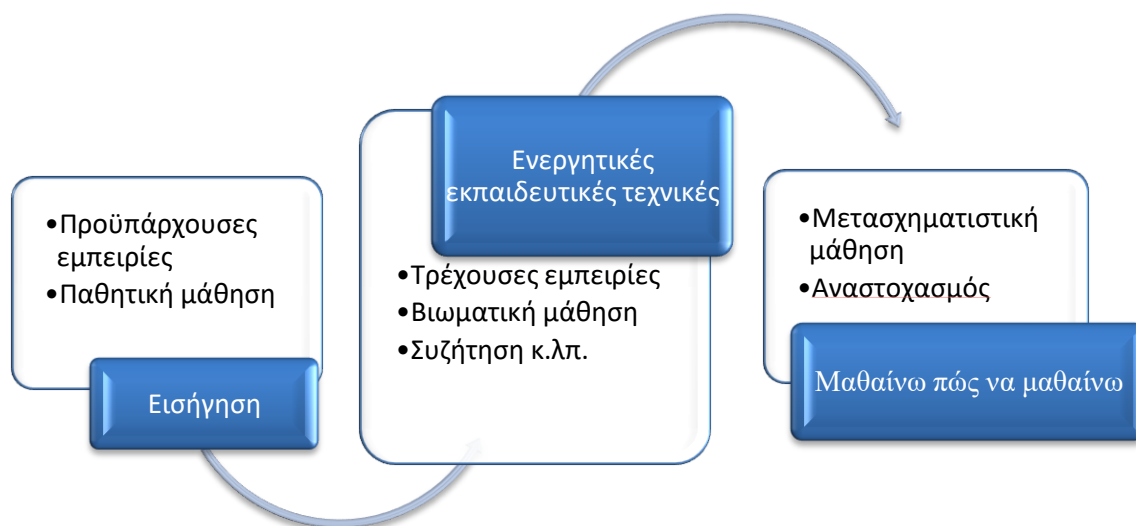 •Προϋπάρχουσες
εμπειρίες
•Παθητική μάθηση
Εισήγηση
Ενεργητικές
εκπαιδευτικές τεχνικές
•Τρέχουσες εμπειρίες
•Βιωματική μάθηση
•Συζήτηση κ.λπ.
•Μετασχηματιστική
μάθηση
•Αναστοχασμός
Μαθαίνω πώς να μαθαίνω